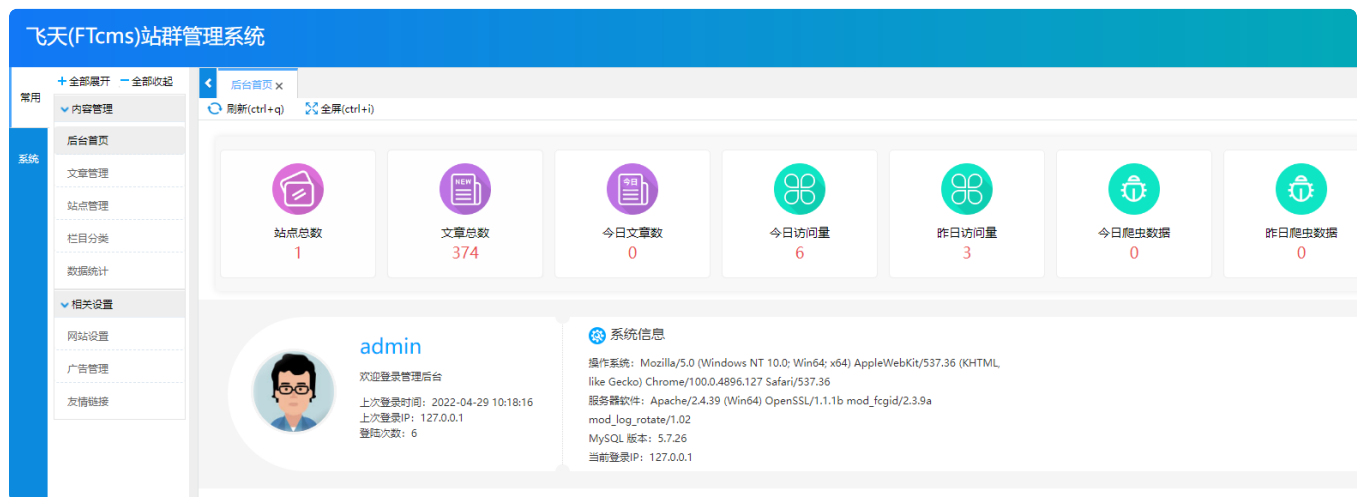 飞天(FTcms)站群管理系统
常用
系统
全部展开 全部收起
内容管理
后台首页
文章管理
站点管理
栏目分类
数据统计
相关设置
网站设置
广告管理
友情链接
后台首页
刷新(ctrl+q) 全屏(ctrl+i)
NEW 今日
站点总数 文章总数 今日文章数 今日访问量 昨日访问量 今日爬虫数据 昨日爬虫数据
1 374 0 6 3 0 0
admin
欢迎登录管理后台
上次登录时间：2022-04-29 10:18:16
上次登录IP：127.0.0.1
登陆次数：6
系统信息
操作系统：Mozilla/5.0 (Windows NT 10.0; Win64; x64) AppleWebKit/537.36 (KHTML,
like Gecko) Chrome/100.0.4896.127 Safari/537.36
服务器软件：Apache/2.4.39 (Win64) OpenSSL/1.1.1b mod_fcgid/2.3.9a
mod_log_rotate/1.02
MySQL 版本：5.7.26
当前登录IP：127.0.0.1